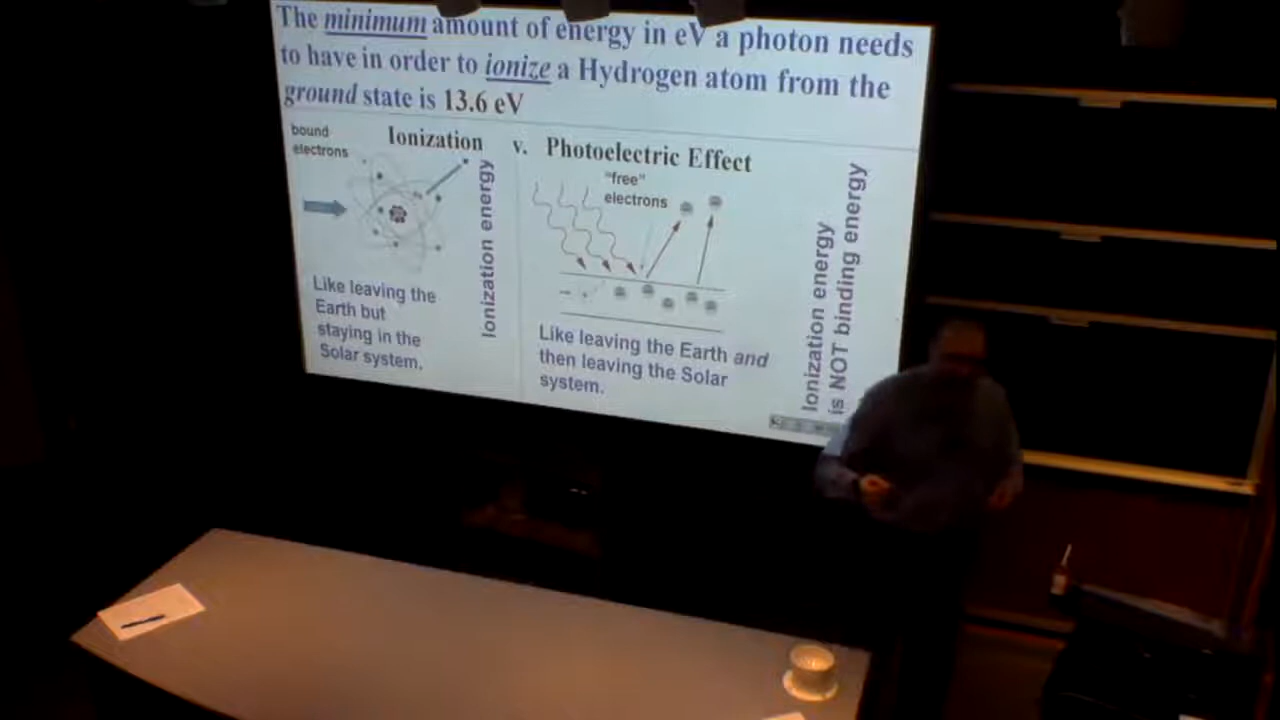 The minimum amount of energy in eV a photon needs
to have in order to ionize a Hydrogen atom from the
ground state is 13.6 eV
bound
electrons
Ionization v. Photoelectric Effect
"free"
electrons
Ionization energy
Like leaving the
Earth but
staying in the
Solar system.
Like leaving the Earth and
then leaving the Solar
system.
Ionization energy
is NOT binding energy